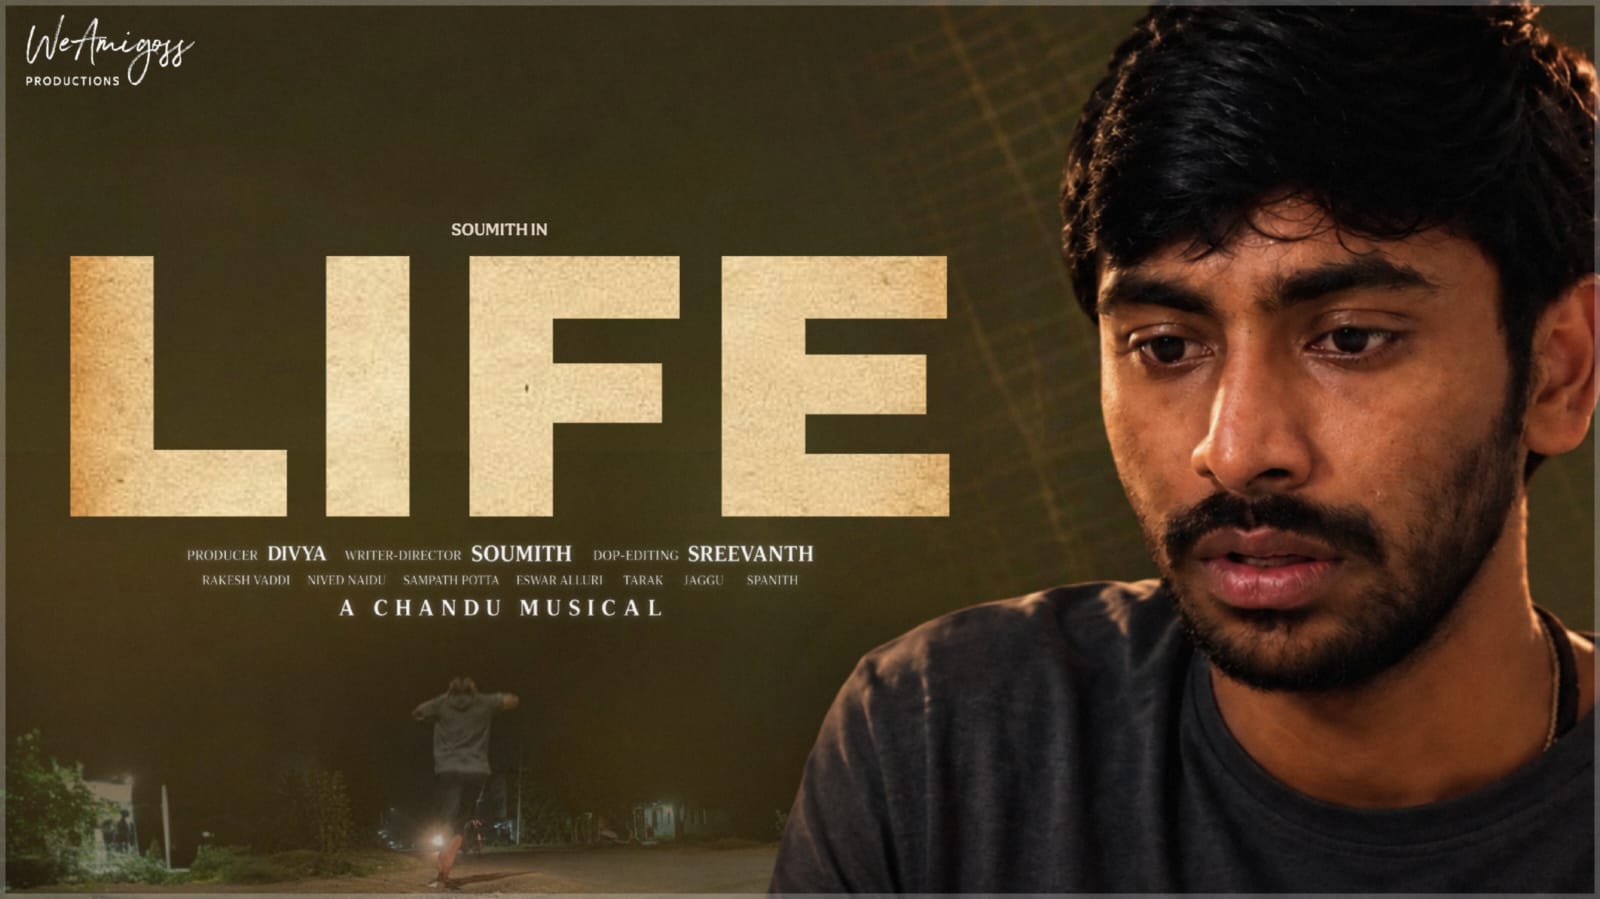 WeAmigoss
PRODUCTIONS
SOUMITH IN
LIFE
PRODUCER DIVYA WRITER-DIRECTOR SOUMITH DOP-EDITING SREEVANTH
RAKESH VADDI NIVED NAIDU SAMPATH POTTA ESWAR ALLURI TARAK JAGGU SPANITH
A CHANDU MUSICAL